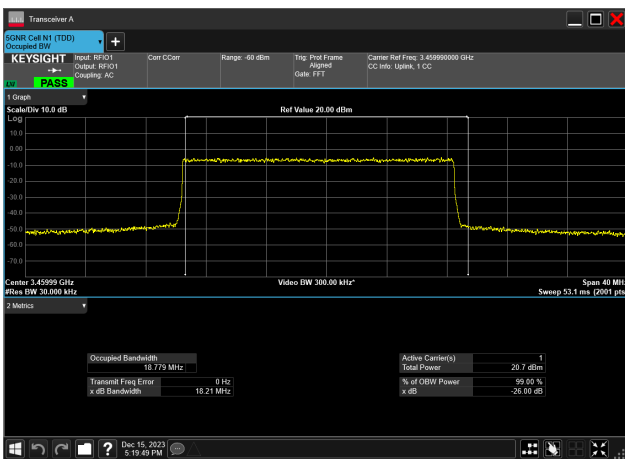 Transceiver A
5GNR Cell N1 (TDD)
Occupied BW
KEYSIGHT
Input: RFIO1
Output: RFIO1
Coupling: AC
Corr CCorr
Range: -60 dBm
Trig: Prot Frame
Aligned
Gate: FFT
Carrier Ref Freq: 3.459990000 GHz
CC Info: Uplink, 1 CC
PASS
1 Graph
Scale/Div 10.0 dB
Ref Value 20.00 dBm
Log
10.0
0.00
-10.0
-20.0
-30.0
-40.0
-50.0
-60.0
-70.0
Center 3.45999 GHz
Video BW 300.00 kHz*
Span 40 MHz
#Res BW 30.000 kHz
Sweep 53.1 ms (2001 pts
2 Metrics
Occupied Bandwidth
18.779 MHz
Active Carrier(s) 1
Total Power 20.7 dBm
Transmit Freq Error 0 Hz
x dB Bandwidth 18.21 MHz
% of OBW Power 99.00 %
x dB -26.00 dB
Dec 15, 2023
5:19:49 PM